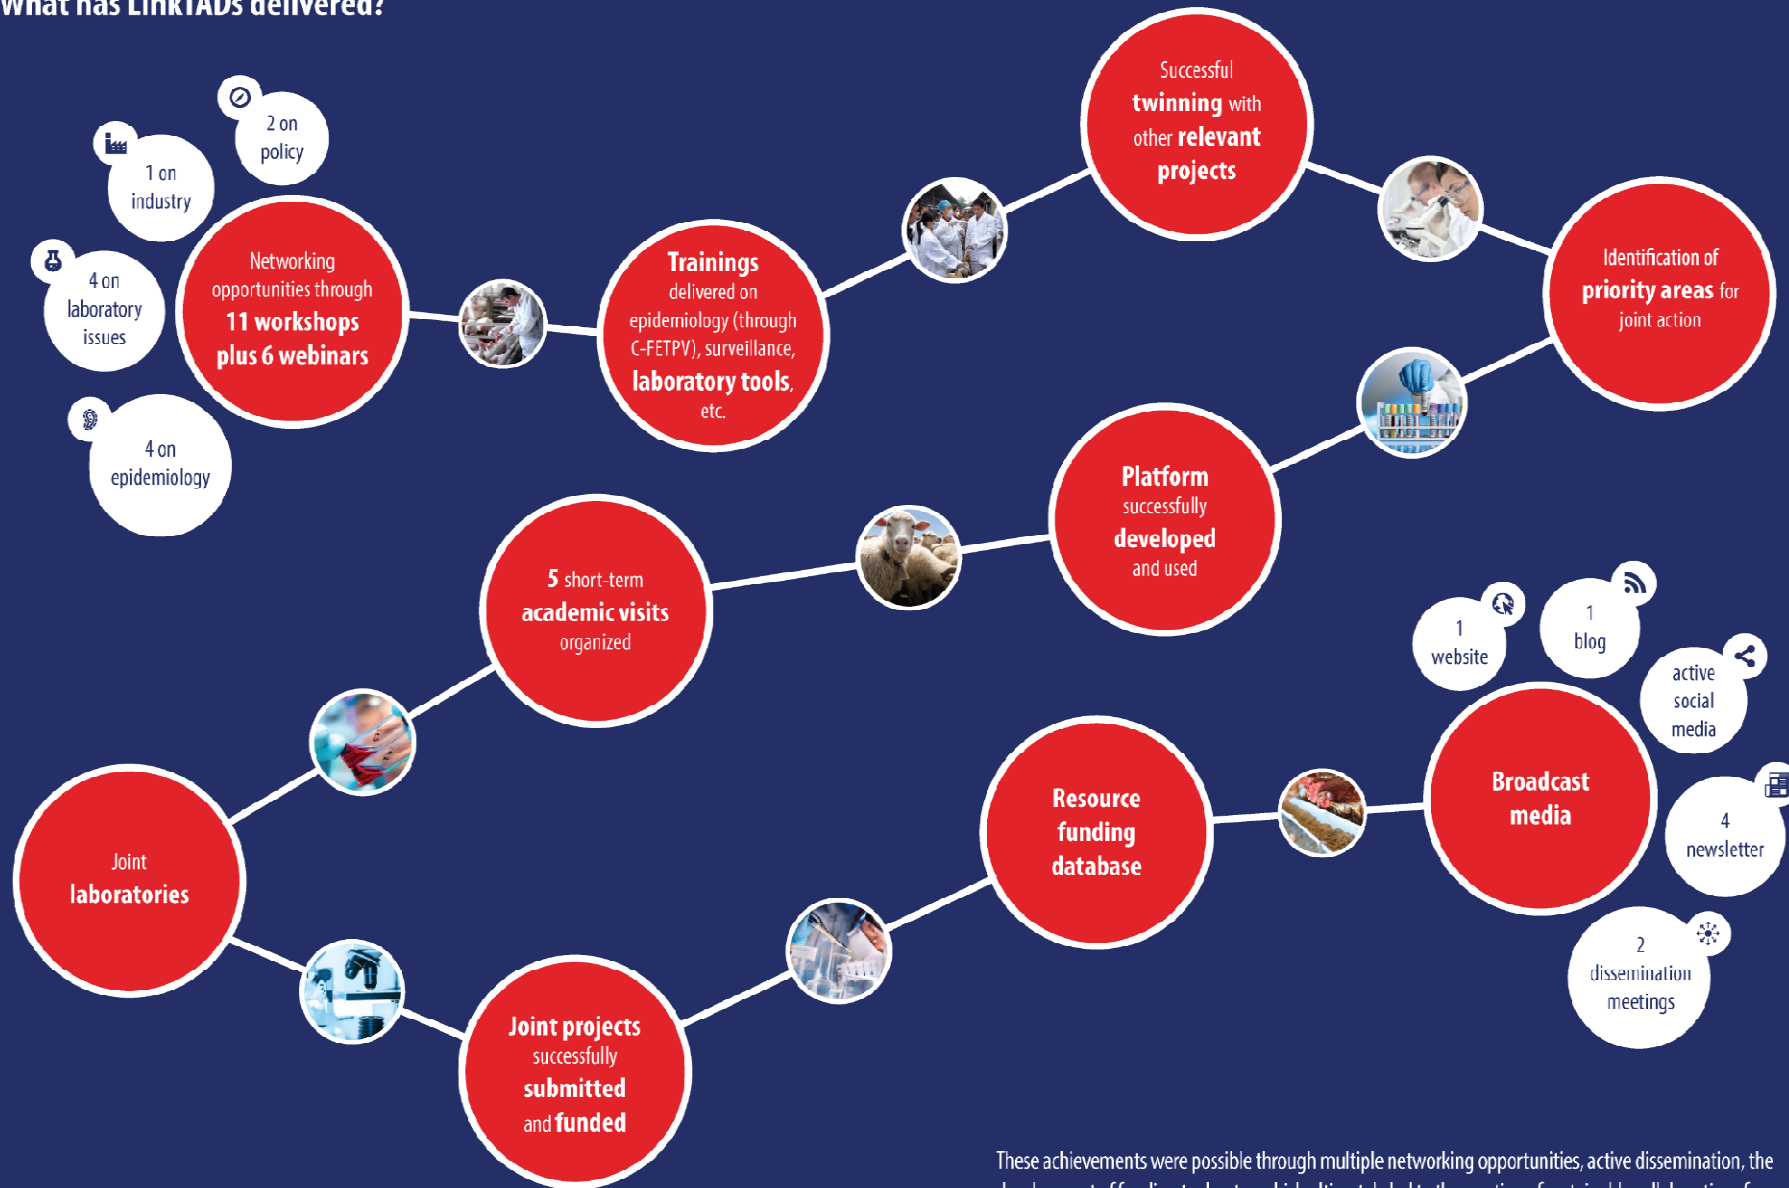 What has LinkTADs delivered?
2 on
policy
1 on
industry
4 on
laboratory
issues
4 on
epidemiology
Networking
opportunities through
11 workshops
plus 6 webinars
Trainings
delivered on
epidemiology (through
C-FETPV), surveillance,
laboratory tools,
etc.
Successful
twinning with
other relevant
projects
Identification of
priority areas for
joint action
Platform
successfully
developed
and used
5 short-term
academic visits
organized
Joint
laboratories
Joint projects
successfully
submitted
and funded
Resource
funding
database
Broadcast
media
1
website
1
blog
active
social
media
4
newsletter
2
dissemination
meetings
These achievements were possible through multiple networking opportunities, active dissemination, the